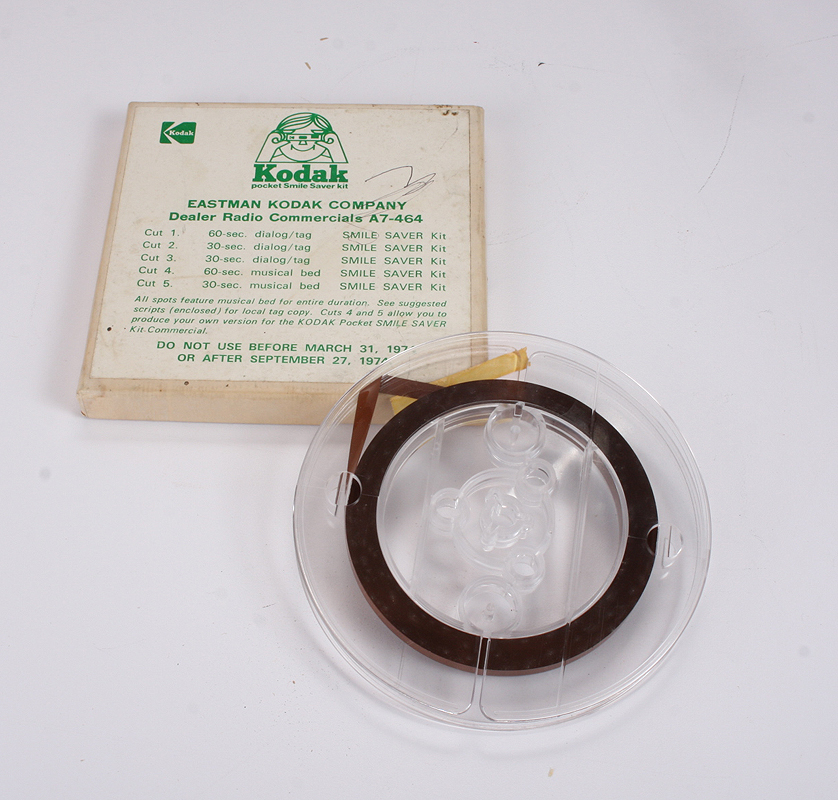 Kodak
Kodak
pocket Smile Saver kit
EASTMAN KODAK COMPANY
Dealer Radio Commercials A7-464
Cut 1. 60-sec. dialog/tag SMILE SAVER Kit
Cut 2. 30-sec. dialog/tag SMILE SAVER Kit
Cut 3. 30-sec. dialog/tag SMILE SAVER Kit
Cut 4. 60-sec. musical bed SMILE SAVER Kit
Cut 5. 30-sec. musical bed SMILE SAVER Kit
All spots feature musical bed for entire duration. See suggested
scripts (enclosed) for local tag copy. Cuts 4 and 5 allow you to
produce your own version for the KODAK Pocket SMILE SAVER
Kit Commercial.
DO NOT USE BEFORE MARCH 31,
OR AFTER SEPTEMBER 27, 1974